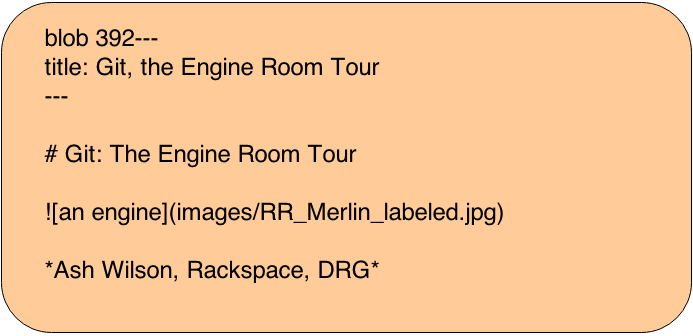 blob 392---
title: Git, the Engine Room Tour
---
# Git: The Engine Room Tour
![an engine](images/RR_Merlin_labeled.jpg)
*Ash Wilson, Rackspace, DRG*